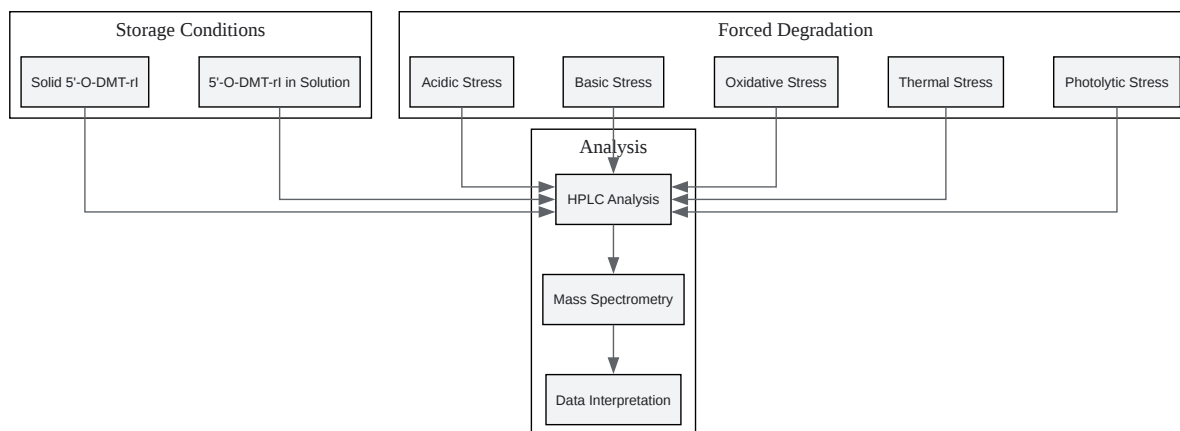 Storage Conditions
Forced Degradation
Solid 5'-O-DMT-rI
5'-O-DMT-rI in Solution
Acidic Stress
Basic Stress
Oxidative Stress
Thermal Stress
Photolytic Stress
Analysis
HPLC Analysis
Mass Spectrometry
Data Interpretation